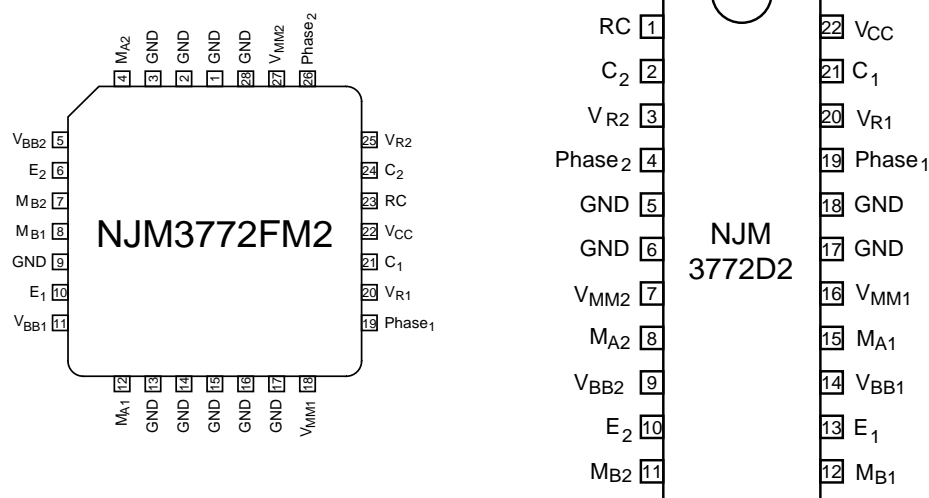 MA2 GND GND GND GND VMM2 Phase2
4 3 2 1 28 27 26
VBB2 5
E2 6
MB2 7
MB1 8
GND 9
E1 10
VBB1 11
NJM3772FM2
25 VR2
24 C2
23 RC
22 VCC
21 C1
20 VR1
19 Phase1
12 13 14 15 16 17 18
MA1 GND GND GND GND GND VMM1
RC 1
C2 2
VR2 3
Phase2 4
GND 5
GND 6
VMM2 7
MA2 8
VBB2 9
E2 10
MB2 11
NJM
3772D2
22 VCC
21 C1
20 VR1
19 Phase1
18 GND
17 GND
16 VMM1
15 MA1
14 VBB1
13 E1
12 MB1